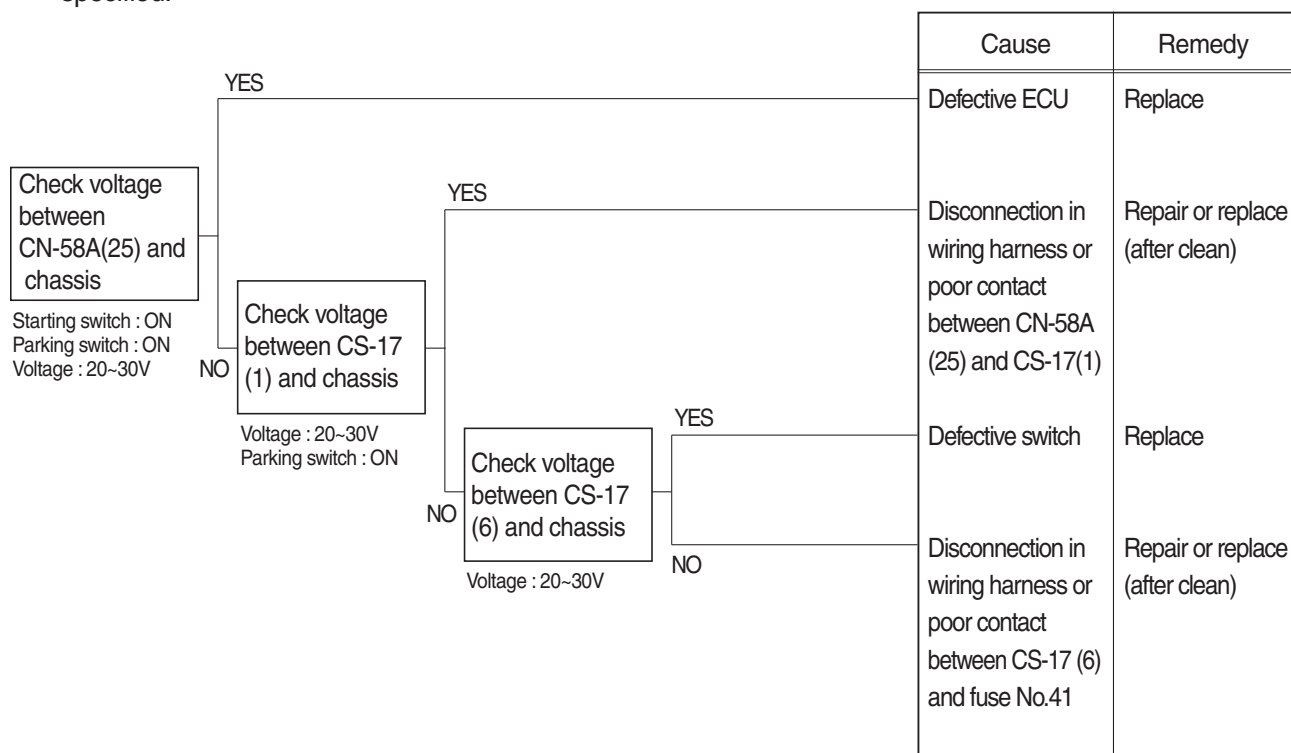 specified.
Cause Remedy
YES
Defective ECU Replace
Check voltage
between
CN-58A(25) and
chassis
Starting switch : ON
Parking switch : ON
Voltage : 20~30V
YES
Disconnection in
wiring harness or
poor contact
between CN-58A
(25) and CS-17(1)
Repair or replace
(after clean)
NO
Check voltage
between CS-17
(1) and chassis
Voltage : 20~30V
Parking switch : ON
YES
Defective switch Replace
NO
Check voltage
between CS-17
(6) and chassis
Voltage : 20~30V
NO
Disconnection in
wiring harness or
poor contact
between CS-17 (6)
and fuse No.41
Repair or replace
(after clean)